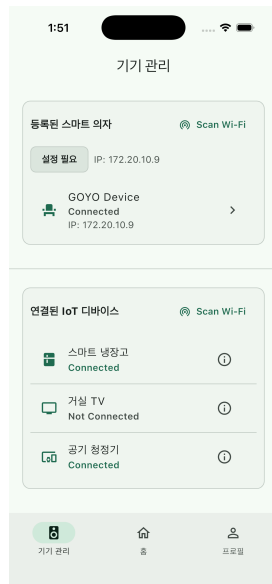 1:51
기기 관리
등록된 스마트 의자
Scan Wi-Fi
설정 필요
IP: 172.20.10.9
GOYO Device
Connected
IP: 172.20.10.9
연결된 IoT 디바이스
Scan Wi-Fi
스마트 냉장고
Connected
거실 TV
Not Connected
공기 청정기
Connected
기기 관리
홈
프로필